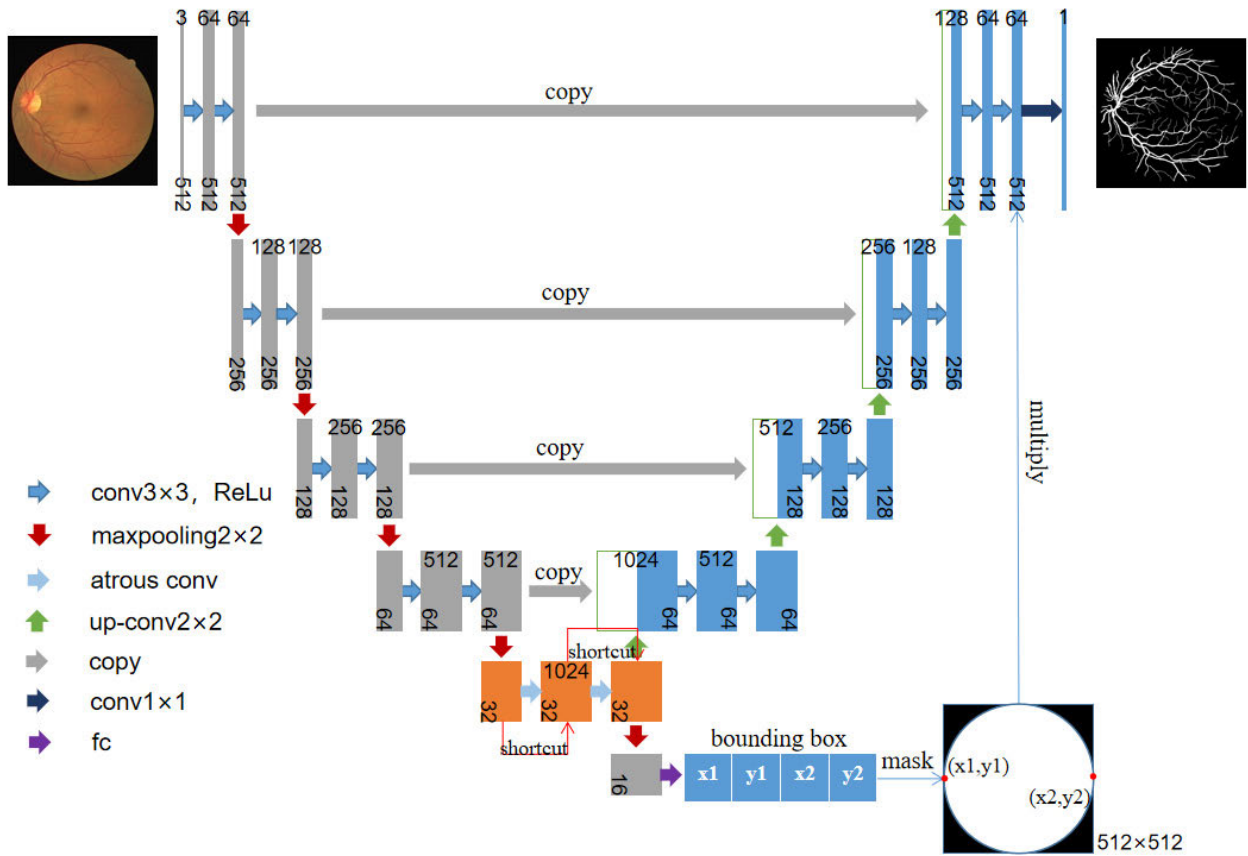 3 64 64
128 64 64 1
copy
512 512 512
512 512 512
128 128
256 128
copy
256 256 256
256 256 256
multiply
256 256
512 256
copy
128 128 128
128 128 128
conv3×3, ReLu
maxpooling2×2
atrous conv
up-conv2×2
copy
conv1×1
fc
512 512
copy
1024 512
64 64 64
64 64 64
shortcut
1024
32 32 32
shortcut
16
bounding box
x1 y1 x2 y2
mask
(x1,y1)
(x2,y2)
512×512